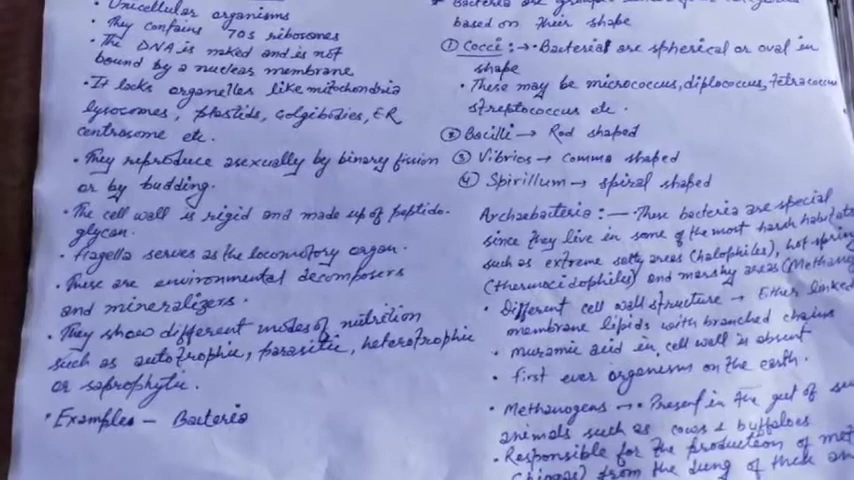 • Unicellular organisms
• They contains 70s ribosomes
• The DNA is naked and is not
bound by a nuclear membrane
• It lacks organelles like mitochondria
lysocomes, plastids, Golgibodies, ER
centrosome etc.
• They reproduce asexually by binary fission
or by budding.
• The cell wall is rigid and made up of peptido-
glycan.
• flagella serves as the locomotory organ.
• These are environmental decomposers
and mineralizers.
• They show different modes of nutrition
such as autotrophic, parasitic, heterotrophic
or saprophytic.
• Examples — Bacteria
based on their shape
① Cocci :→ • Bacteria are spherical or oval in
shape
• These may be micrococcus, diplococcus, tetracoccus
streptococcus etc.
② Bacilli → Rod shaped
③ Vibrios → comma shaped
④ Spirillum → spiral shaped
Archaebacteria :— These bacteria are special
since they live in some of the most harsh habitats
such as extreme salty areas (halophiles), hot spring
(thermoacidophiles) and marshy areas (Methano
• Different cell wall structure → Ether linked
membrane lipids with branched chains
• muramic acid in cell wall is absent
• first ever organisms on the earth.
• Methanogens → • Present in the gut of
animals such as cows & buffaloes
• Responsible for the production of
(biogas) from the dung of these an